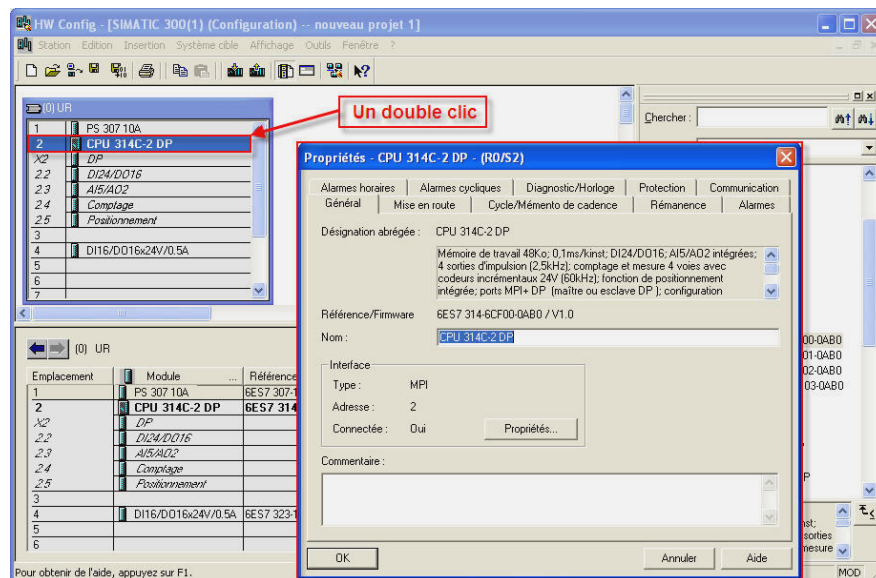 HW Config - [SIMATIC 300(1) (Configuration) -- nouveau projet 1]
Station Edition Insertion Système cible Affichage Outils Fenêtre ?
(0) UR
1 PS 307 10A
2 CPU 314C-2 DP
X2 DP
2.2 DI24/DO16
2.3 AI5/AO2
2.4 Comptage
2.5 Positionnement
3
4 DI16/DO16x24V/0.5A
5
6
7
Un double clic
Chercher :
Propriétés - CPU 314C-2 DP - (R0/S2)
Alarmes horaires Alarmes cycliques Diagnostic/Horloge Protection Communication
Général Mise en route Cycle/Mémento de cadence Rémanence Alarmes
Désignation abrégée : CPU 314C-2 DP
Mémoire de travail 48Ko; 0,1ms/kinst; DI24/DO16; AI5/AO2 intégrées;
4 sorties d'impulsion (2,5kHz); comptage et mesure 4 voies avec
codeurs incrémentaux 24V (60kHz); fonction de positionnement
intégrée; ports MPI+ DP (maître ou esclave DP ); configuration
Référence/Firmware 6ES7 314-6CF00-0AB0 / V1.0
Nom : CPU 314C-2 DP
Interface
Type : MPI
Adresse : 2
Connectée : Oui Propriétés...
Commentaire :
OK Annuler Aide
(0) UR
Emplacement Module ... Référence
1 PS 307 10A 6ES7 307-1
2 CPU 314C-2 DP 6ES7 314
X2 DP
2.2 DI24/DO16
2.3 AI5/AO2
2.4 Comptage
2.5 Positionnement
3
4 DI16/DO16x24V/0.5A 6ES7 323-1
5
6
00-0AB0
01-0AB0
02-0AB0
03-0AB0
P
nst;
sorties
mesure
Pour obtenir de l'aide, appuyez sur F1.
MOD